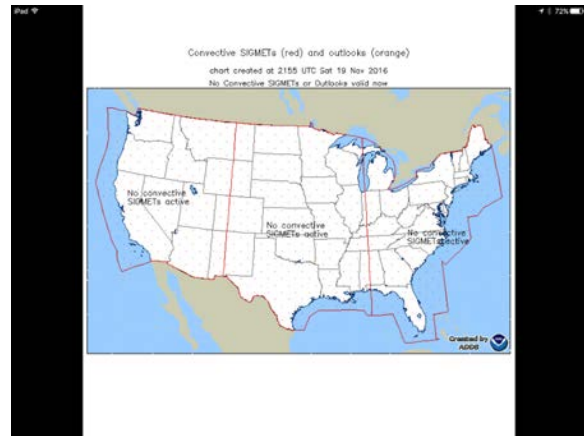 iPad
72%
Convective SIGMETs (red) and outlooks (orange)
chart created at 2155 UTC Sat 19 Nov 2016
No Convective SIGMETs or Outlooks valid now
No convective
SIGMETs active
No convective
SIGMETs active
No convective
SIGMETs active
Created by
ADDS